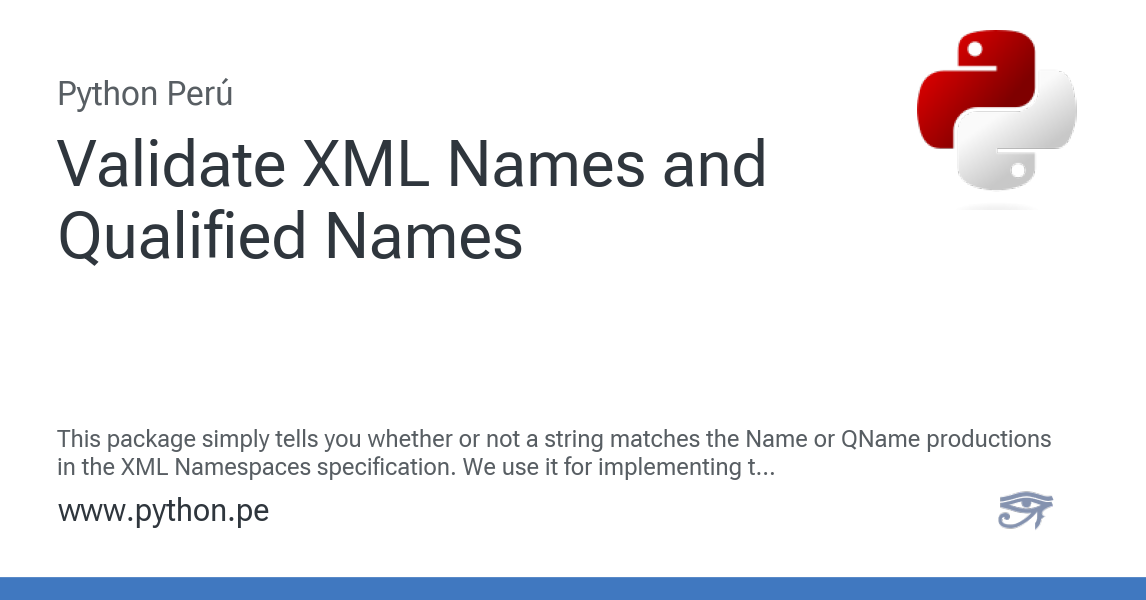 Python Perú
Validate XML Names and
Qualified Names
This package simply tells you whether or not a string matches the Name or QName productions
in the XML Namespaces specification. We use it for implementing t...
www.python.pe